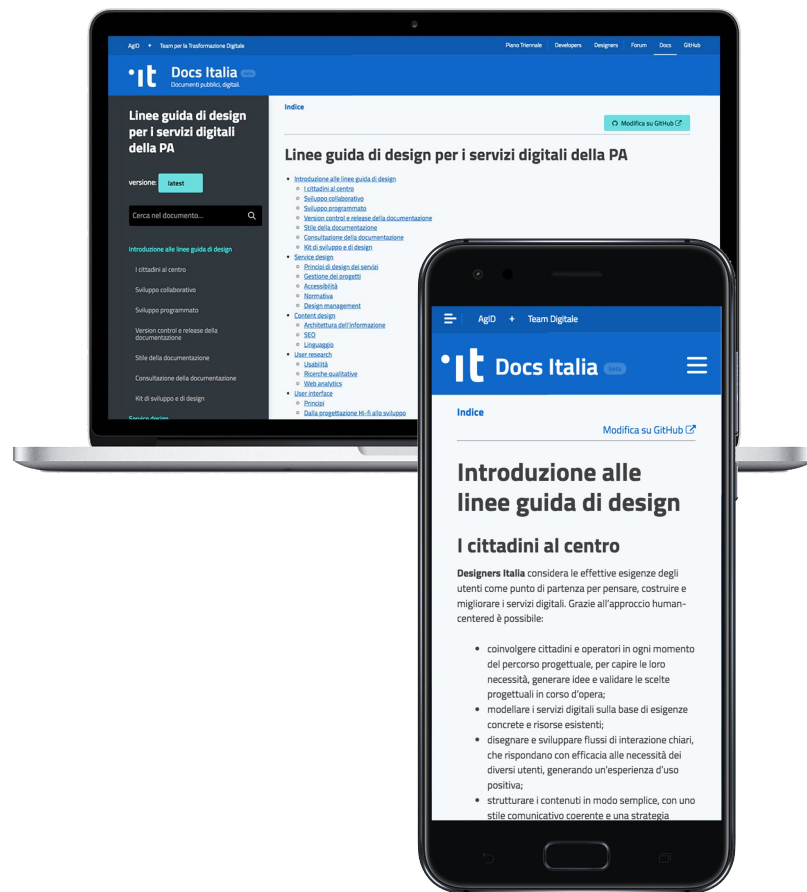 AgID + Team per la Trasformazione Digitale
Piano Triennale Developers Designers Forum Docs GitHub
it Docs Italia beta
Documenti pubblici, digitali.
Linee guida di design
per i servizi digitali
della PA
versione: latest
Cerca nel documento...
Introduzione alle linee guida di design
I cittadini al centro
Sviluppo collaborativo
Sviluppo programmato
Version control e release della
documentazione
Stile della documentazione
Consultazione della documentazione
Kit di sviluppo e di design
Service design
Indice
Modifica su GitHub
Linee guida di design per i servizi digitali della PA
Introduzione alle linee guida di design
I cittadini al centro
Sviluppo collaborativo
Sviluppo programmato
Version control e release della documentazione
Stile della documentazione
Consultazione della documentazione
Kit di sviluppo e di design
Service design
Principi di design dei servizi
Gestione dei progetti
Accessibilità
Normativa
Design management
Content design
Architettura dell'informazione
SEO
Linguaggio
User research
Usabilità
Ricerche qualitative
Web analytics
User interface
Principi
Dalla progettazione Hi-fi allo sviluppo
AgID + Team Digitale
it Docs Italia beta
Indice
Modifica su GitHub
Introduzione alle
linee guida di design
I cittadini al centro
Designers Italia considera le effettive esigenze degli
utenti come punto di partenza per pensare, costruire e
migliorare i servizi digitali. Grazie all'approccio human-
centered è possibile:
coinvolgere cittadini e operatori in ogni momento
del percorso progettuale, per capire le loro
necessità, generare idee e validare le scelte
progettuali in corso d'opera;
modellare i servizi digitali sulla base di esigenze
concrete e risorse esistenti;
disegnare e sviluppare flussi di interazione chiari,
che rispondano con efficacia alle necessità dei
diversi utenti, generando un'esperienza d'uso
positiva;
strutturare i contenuti in modo semplice, con uno
stile comunicativo coerente e una strategia